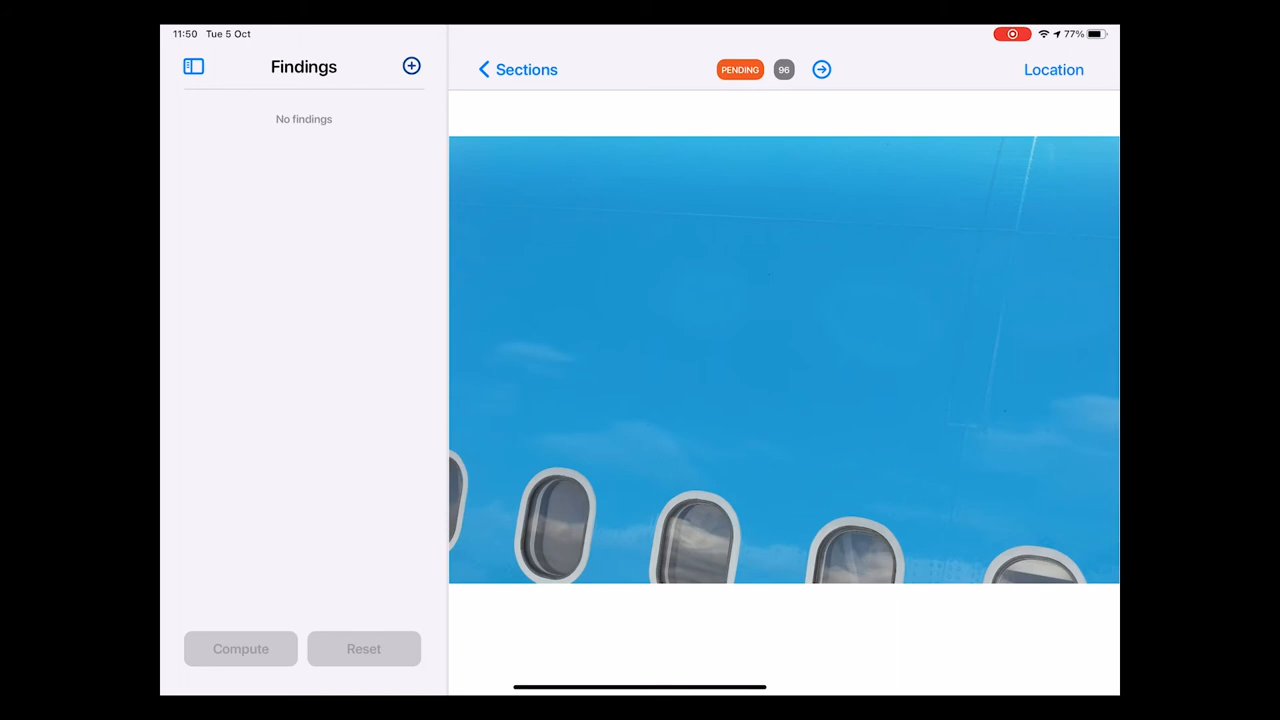 11:50 Tue 5 Oct
77%
Findings
No findings
Compute
Reset
Sections
PENDING
96
Location